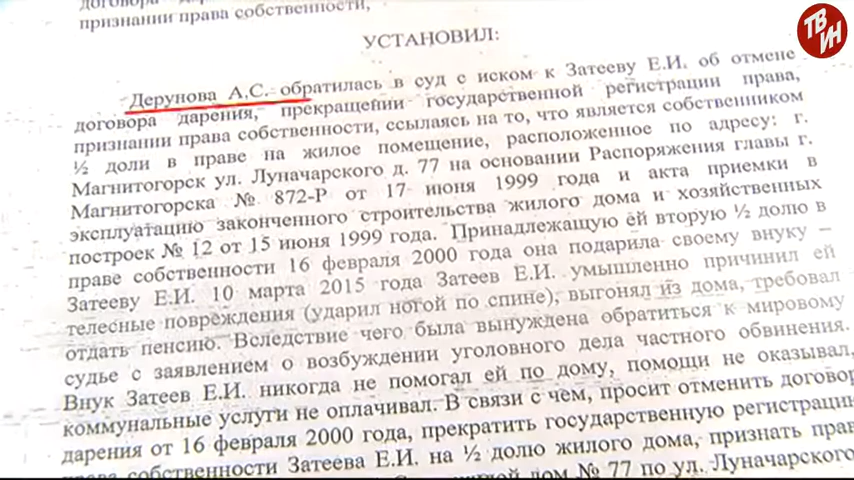 договора
признании права собственности,
ТВ
ИН
УСТАНОВИЛ:
Дерунова А.С. обратилась в суд с иском к Затееву Е.И. об отмене
договора дарения, прекращении государственной регистрации права,
признании права собственности, ссылаясь на то, что является собственником
½ доли в праве на жилое помещение, расположенное по адресу: г.
Магнитогорск ул. Луначарского д. 77 на основании Распоряжения главы г.
Магнитогорска № 872-Р от 17 июня 1999 года и акта приемки в
эксплуатацию законченного строительства жилого дома и хозяйственных
построек № 12 от 15 июня 1999 года. Принадлежащую ей вторую ½ долю в
праве собственности 16 февраля 2000 года она подарила своему внуку –
Затееву Е.И. 10 марта 2015 года Затеев Е.И. умышленно причинил ей
телесные повреждения (ударил ногой по спине), выгонял из дома, требовал
отдать пенсию. Вследствие чего была вынуждена обратиться к мировому
судье с заявлением о возбуждении уголовного дела частного обвинения.
Внук Затеев Е.И. никогда не помогал ей по дому, помощи не оказывал,
коммунальные услуги не оплачивал. В связи с чем, просит отменить договор
дарения от 16 февраля 2000 года, прекратить государственную регистрацию
права собственности Затеева Е.И. на ½ долю жилого дома, признать прав
дом № 77 по ул. Луначарского